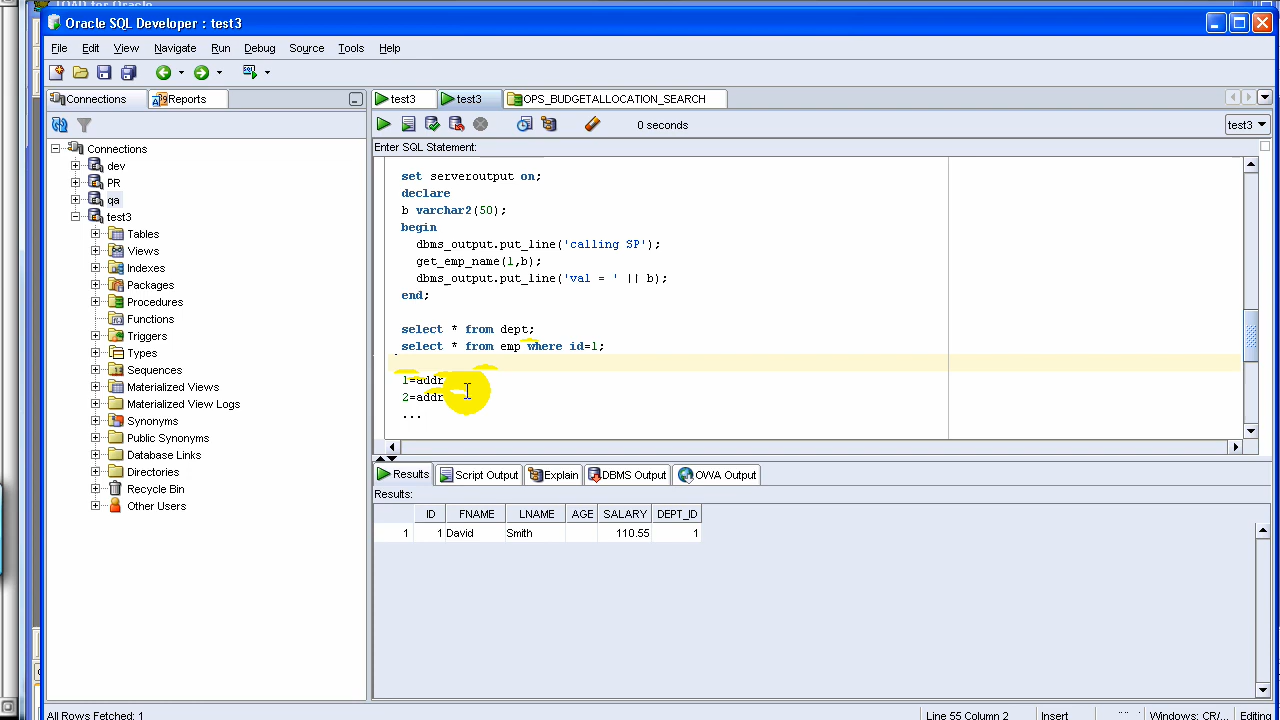 TOAD for Oracle
Oracle SQL Developer : test3
File Edit View Navigate Run Debug Source Tools Help
Connections Reports
test3 test3 OPS_BUDGETALLOCATION_SEARCH
0 seconds test3
Enter SQL Statement:
Connections
dev
PR
qa
test3
Tables
Views
Indexes
Packages
Procedures
Functions
Triggers
Types
Sequences
Materialized Views
Materialized View Logs
Synonyms
Public Synonyms
Database Links
Directories
Recycle Bin
Other Users
set serveroutput on;
declare
b varchar2(50);
begin
dbms_output.put_line('calling SP');
get_emp_name(1,b);
dbms_output.put_line('val = ' || b);
end;
select * from dept;
select * from emp where id=1;
1=addr
2=addr
...
Results Script Output Explain DBMS Output OWA Output
Results:
ID FNAME LNAME AGE SALARY DEPT_ID
1 1 David Smith 110.55 1
All Rows Fetched: 1
Line 55 Column 2 Insert Windows: CR/... Editing